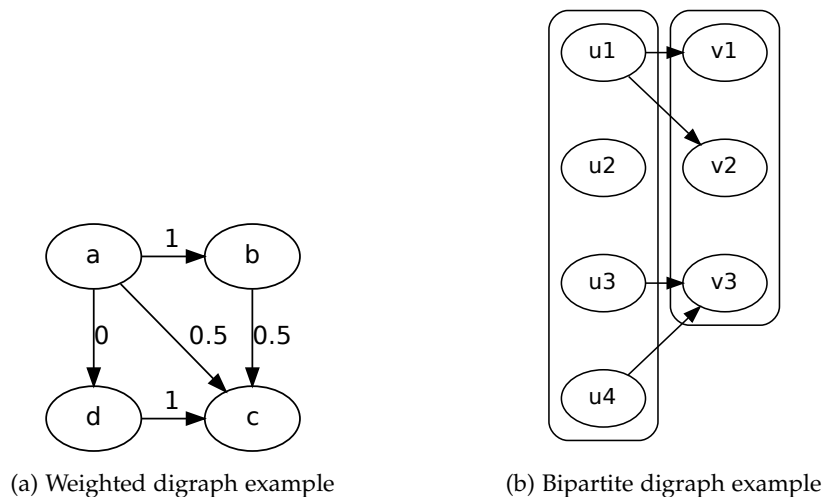 a
1
b
0
0.5
0.5
d
1
c
(a) Weighted digraph example
u1
v1
u2
v2
u3
v3
u4
(b) Bipartite digraph example